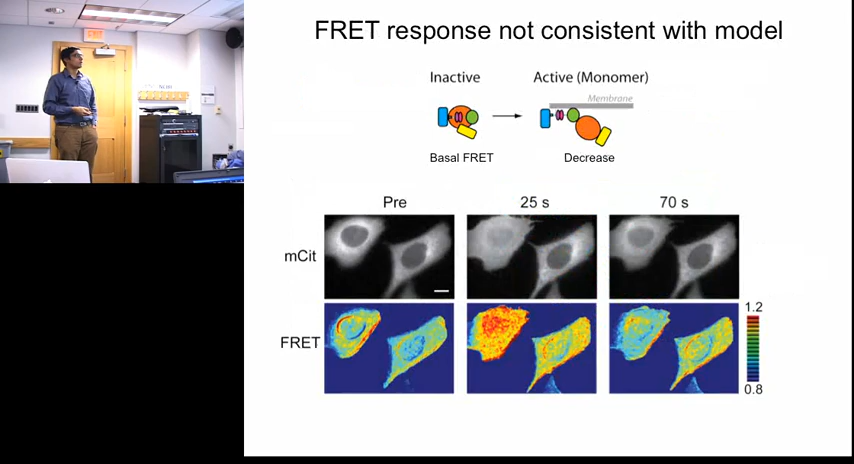 FRET response not consistent with model
Inactive
Active (Monomer)
Membrane
Basal FRET
Decrease
Pre
25 s
70 s
mCit
FRET
1.2
0.8